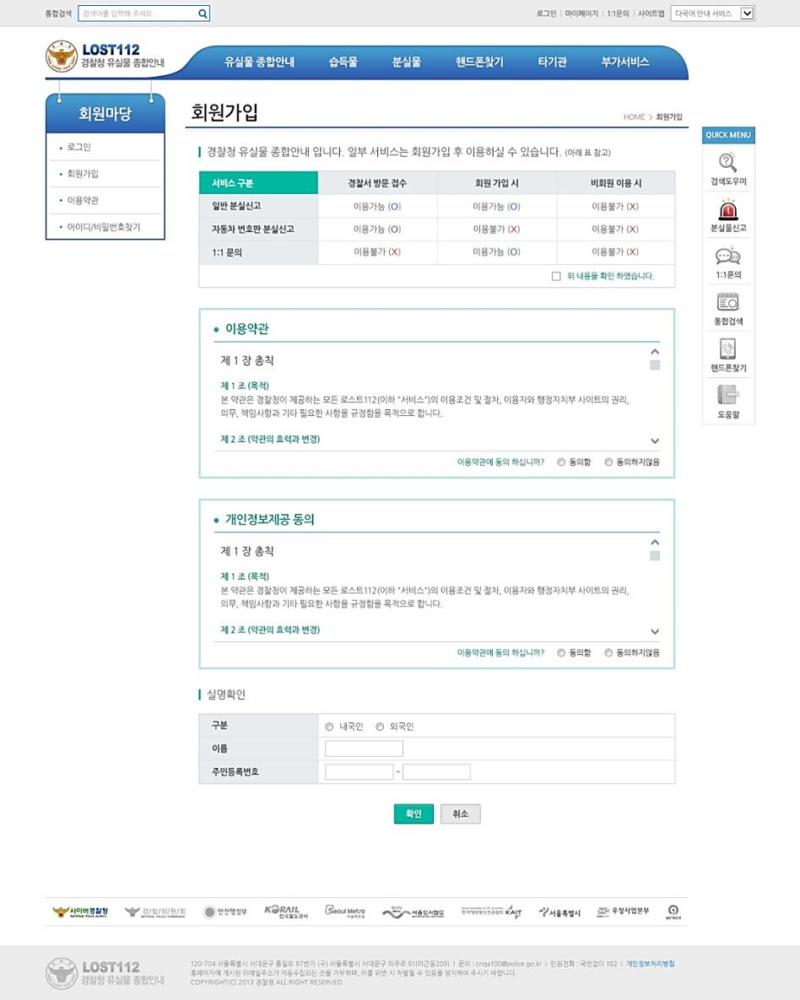 통합검색 검색어를 입력해 주세요. 로그인 | 마이페이지 | 1:1문의 | 사이트맵 다국어 안내 서비스
LOST112
경찰청 유실물 종합안내
유실물 종합안내 습득물 분실물 핸드폰찾기 타기관 부가서비스
회원마당
• 로그인
• 회원가입
• 이용약관
• 아이디/비밀번호찾기
회원가입
HOME > 회원가입
경찰청 유실물 종합안내 입니다. 일부 서비스는 회원가입 후 이용하실 수 있습니다. (아래 표 참고)
서비스 구분 경찰서 방문 접수 회원 가입 시 비회원 이용 시
일반 분실신고 이용가능 (O) 이용가능 (O) 이용불가 (X)
자동차 번호판 분실신고 이용가능 (O) 이용불가 (X) 이용불가 (X)
1:1 문의 이용불가 (X) 이용가능 (O) 이용불가 (X)
위 내용을 확인 하였습니다.
QUICK MENU
검색도우미
분실물신고
1:1문의
통합검색
핸드폰찾기
도움말
이용약관
제 1 장 총칙
제 1 조 (목적)
본 약관은 경찰청이 제공하는 모든 로스트112(이하 "서비스")의 이용조건 및 절차, 이용자와 행정자치부 사이트의 권리,
의무, 책임사항과 기타 필요한 사항을 규정함을 목적으로 합니다.
제 2 조 (약관의 효력과 변경)
이용약관에 동의 하십니까? 동의함 동의하지않음
개인정보제공 동의
제 1 장 총칙
제 1 조 (목적)
본 약관은 경찰청이 제공하는 모든 로스트112(이하 "서비스")의 이용조건 및 절차, 이용자와 행정자치부 사이트의 권리,
의무, 책임사항과 기타 필요한 사항을 규정함을 목적으로 합니다.
제 2 조 (약관의 효력과 변경)
이용약관에 동의 하십니까? 동의함 동의하지않음
실명확인
구분 내국인 외국인
이름
주민등록번호 -
확인 취소
사이버경찰청 경/찰/위/원/회 안전행정부 KORAIL 한국철도공사 Seoul Metro 서울도시철도 KAIT 서울특별시 우정사업본부
LOST112
경찰청 유실물 종합안내
120-704 서울특별시 서대문구 통일로 97번지 (구) 서울특별시 서대문구 의주로 91(미근동209) | 문의 : cnqa100@police.go.kr | 민원전화 : 국번없이 182 | 개인정보처리방침
홈페이지에 게시된 이메일주소가 자동수집되는 것을 거부하며, 이를 위반 시 처벌될 수 있음을 명지하여 주시기 바랍니다.
COPYRIGHT(C) 2013 경찰청 ALL RIGHT RESERVED.